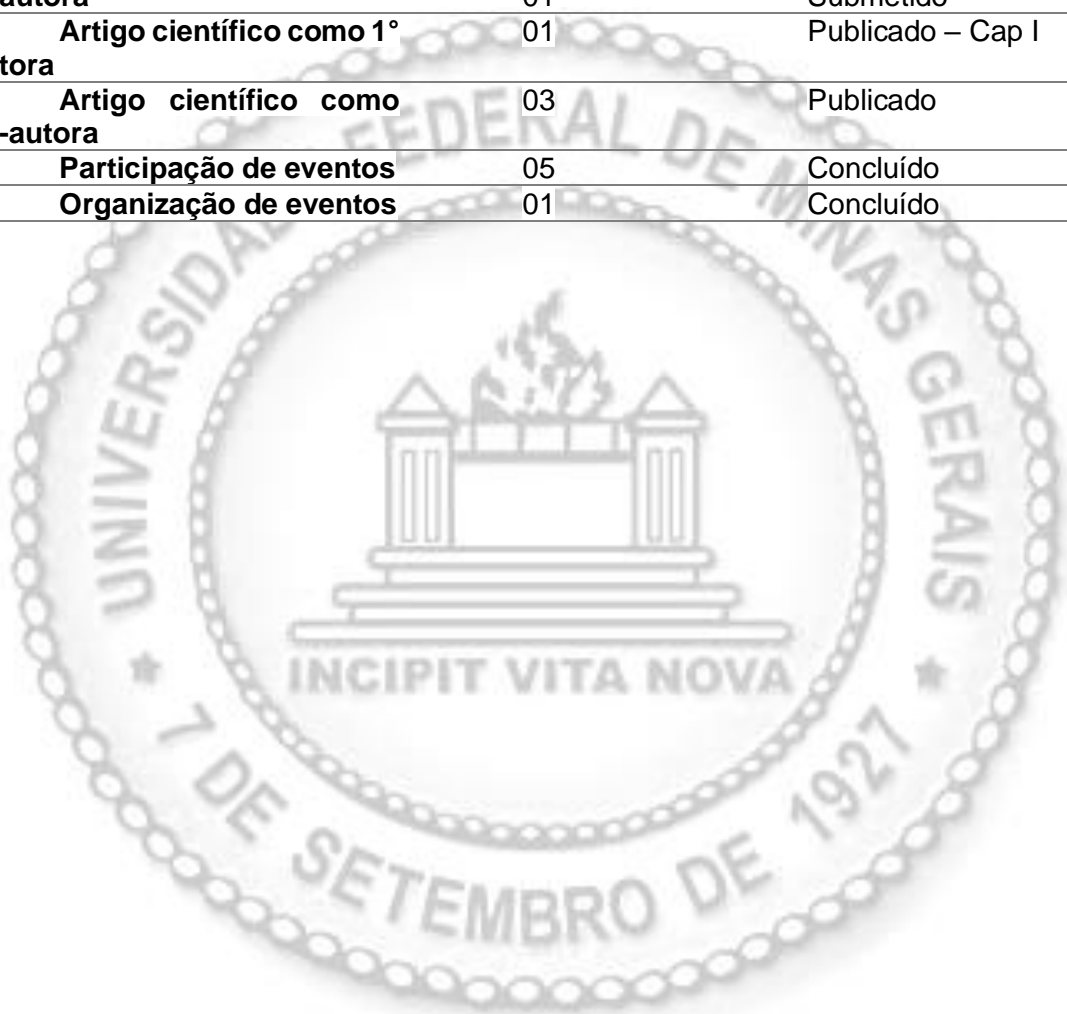 autora 01 Submetido
Artigo científico como 1° 01 Publicado – Cap I
tora
Artigo científico como 03 Publicado
-autora
Participação de eventos 05 Concluído
Organização de eventos 01 Concluído
UNIVERSIDADE FEDERAL DE MINAS GERAIS
INCIPIT VITA NOVA
7 DE SETEMBRO DE 1927